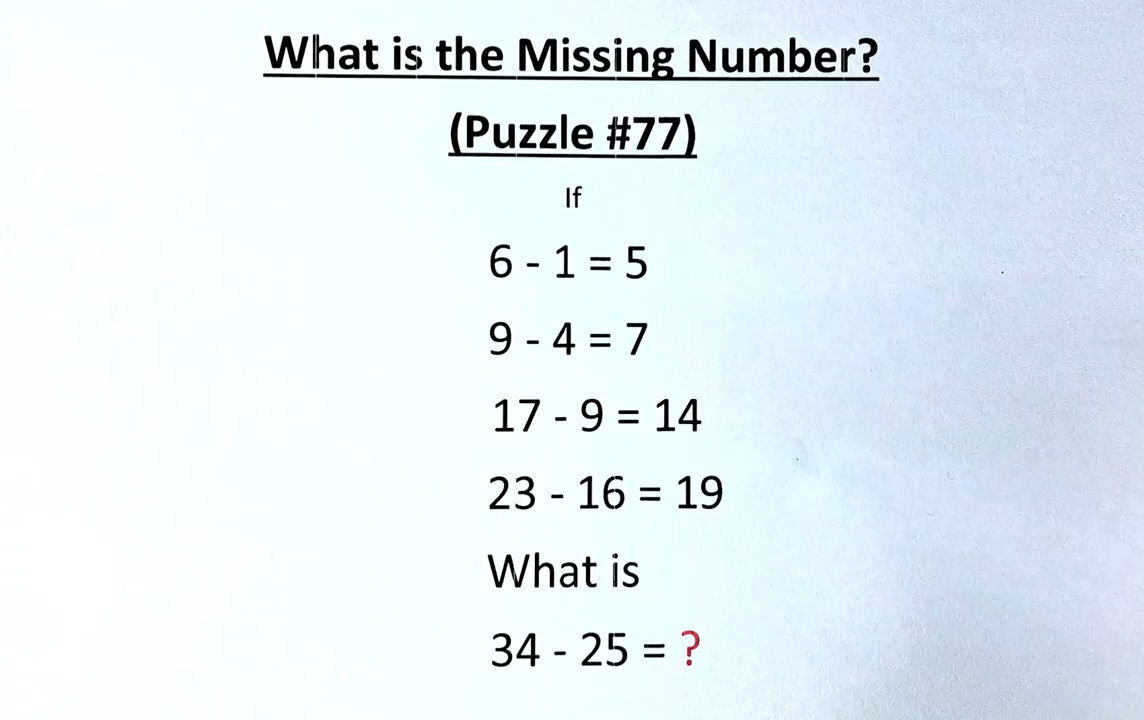 What is the Missing Number?
(Puzzle #77)
If
6 - 1 = 5
9 - 4 = 7
17 - 9 = 14
23 - 16 = 19
What is
34 - 25 = ?